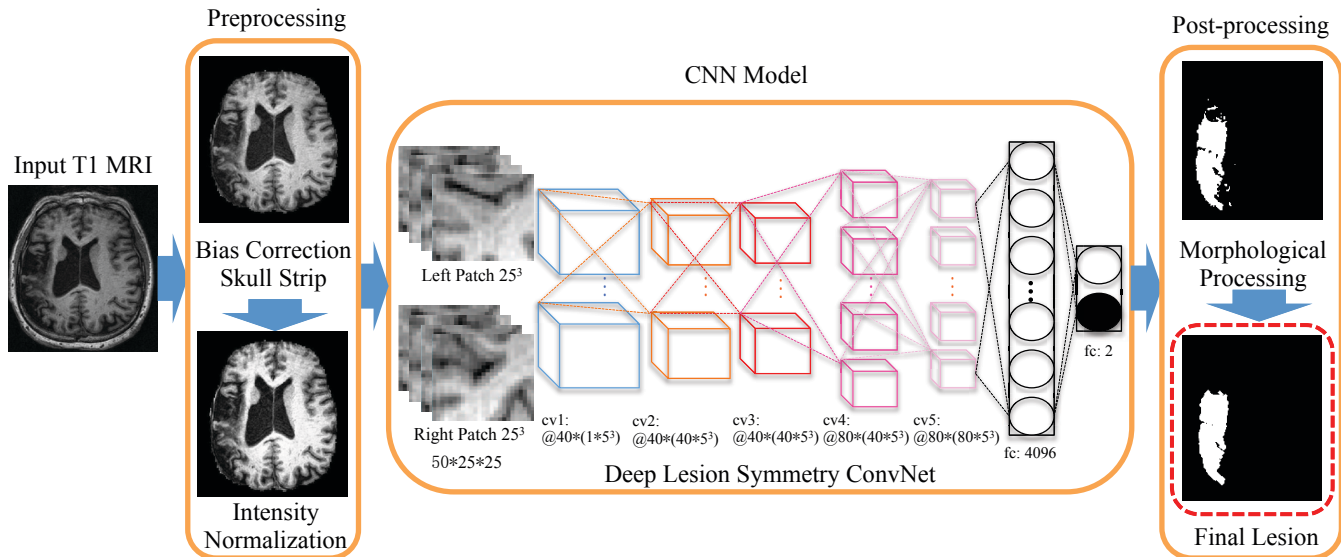 Input T1 MRI
Preprocessing
Bias Correction
Skull Strip
Intensity
Normalization
CNN Model
Left Patch 25³
Right Patch 25³
50*25*25
cv1:
@40*(1*5³)
cv2:
@40*(40*5³)
cv3:
@40*(40*5³)
cv4:
@80*(40*5³)
cv5:
@80*(80*5³)
fc: 4096
fc: 2
Deep Lesion Symmetry ConvNet
Post-processing
Morphological
Processing
Final Lesion